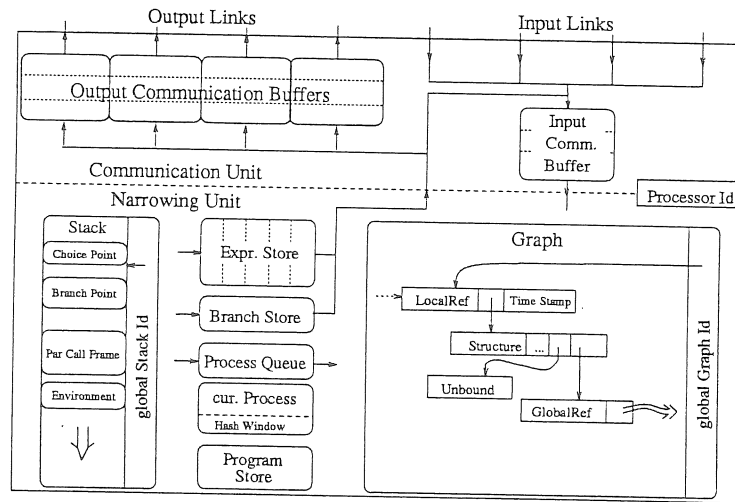 Output Links
Input Links
Output Communication Buffers
Input
Comm.
Buffer
Communication Unit
Processor Id
Narrowing Unit
Stack
Choice Point
Branch Point
Par Call Frame
Environment
global Stack Id
Expr. Store
Branch Store
Process Queue
cur. Process
Hash Window
Program
Store
Graph
LocalRef
Time Stamp
Structure
...
Unbound
GlobalRef
global Graph Id